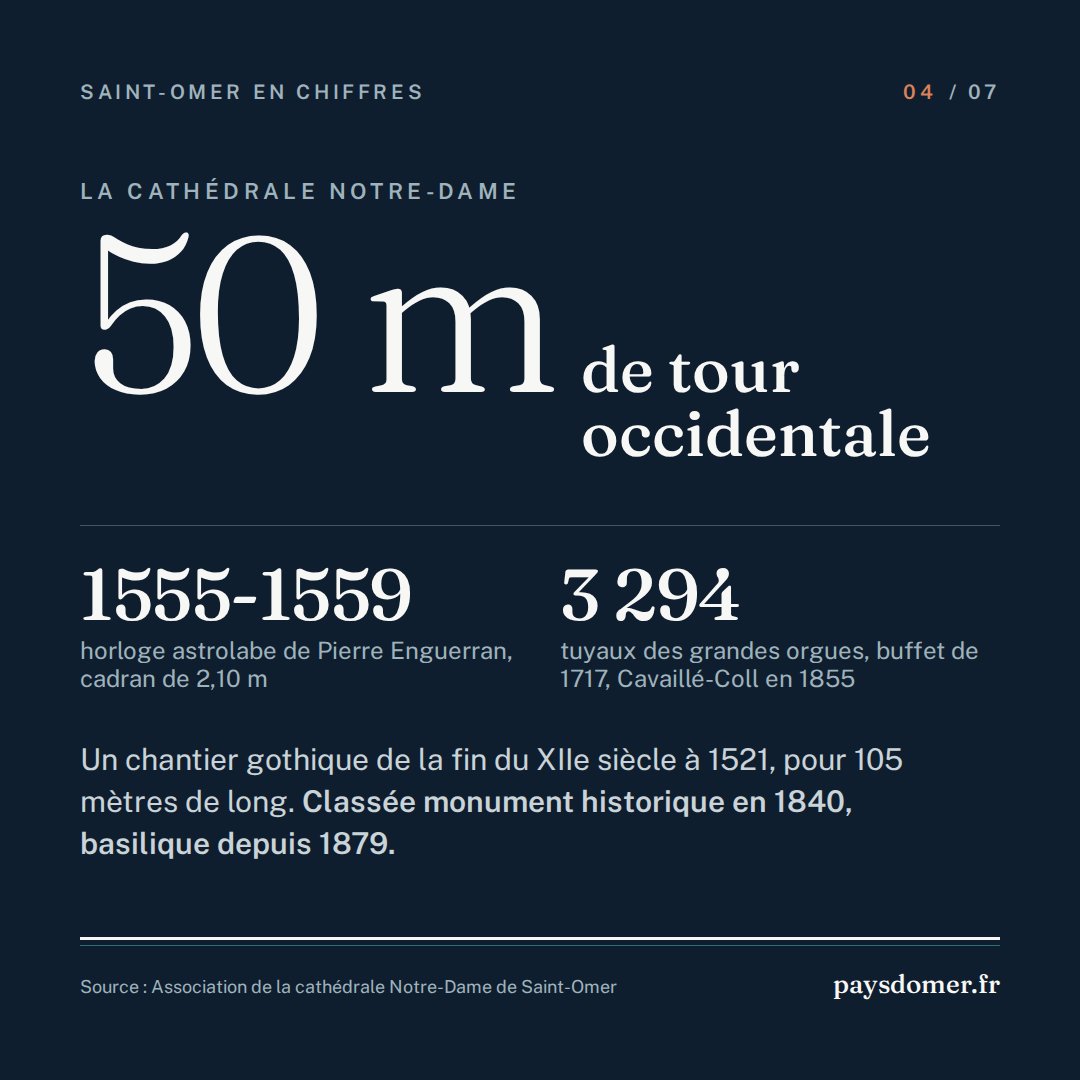 SAINT-OMER EN CHIFFRES
04 / 07
LA CATHÉDRALE NOTRE-DAME
50 m de tour
occidentale
1555-1559
horloge astrolabe de Pierre Enguerran,
cadran de 2,10 m
3 294
tuyaux des grandes orgues, buffet de
1717, Cavaillé-Coll en 1855
Un chantier gothique de la fin du XIIe siècle à 1521, pour 105
mètres de long. Classée monument historique en 1840,
basilique depuis 1879.
Source : Association de la cathédrale Notre-Dame de Saint-Omer
paysdomer.fr